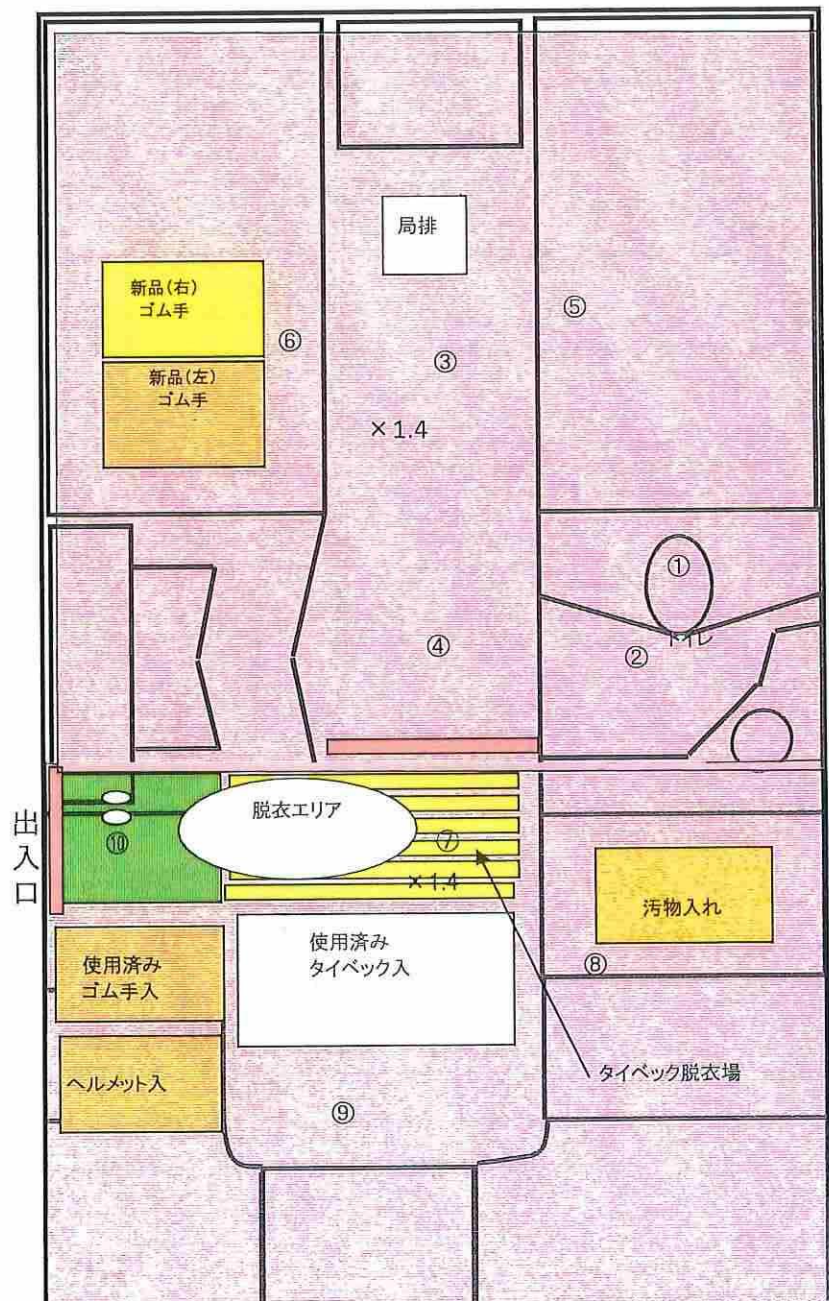 局排
新品(右)
ゴム手
⑥
⑤
③
新品(左)
ゴム手
×1.4
①
④
②
トイレ
出入口
脱衣エリア
⑩
⑦
×1.4
汚物入れ
使用済み
タイベック入
使用済み
ゴム手入
⑧
ヘルメット入
タイベック脱衣場
⑨